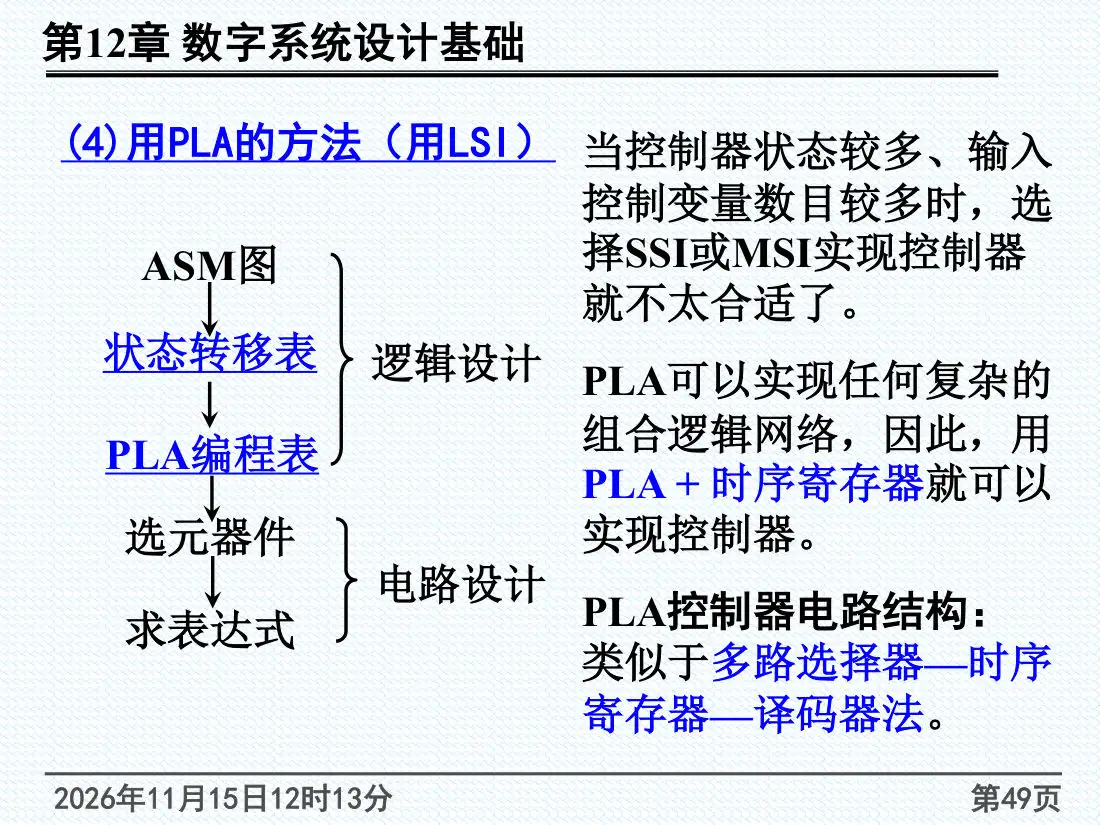 第12章 数字系统设计基础
(4)用PLA的方法（用LSI）
ASM图
状态转移表
PLA编程表
逻辑设计
选元器件
求表达式
电路设计
当控制器状态较多、输入
控制变量数目较多时，选
择SSI或MSI实现控制器
就不太合适了。
PLA可以实现任何复杂的
组合逻辑网络，因此，用
PLA + 时序寄存器就可以
实现控制器。
PLA控制器电路结构：
类似于多路选择器—时序
寄存器—译码器法。
2026年11月15日12时13分
第49页